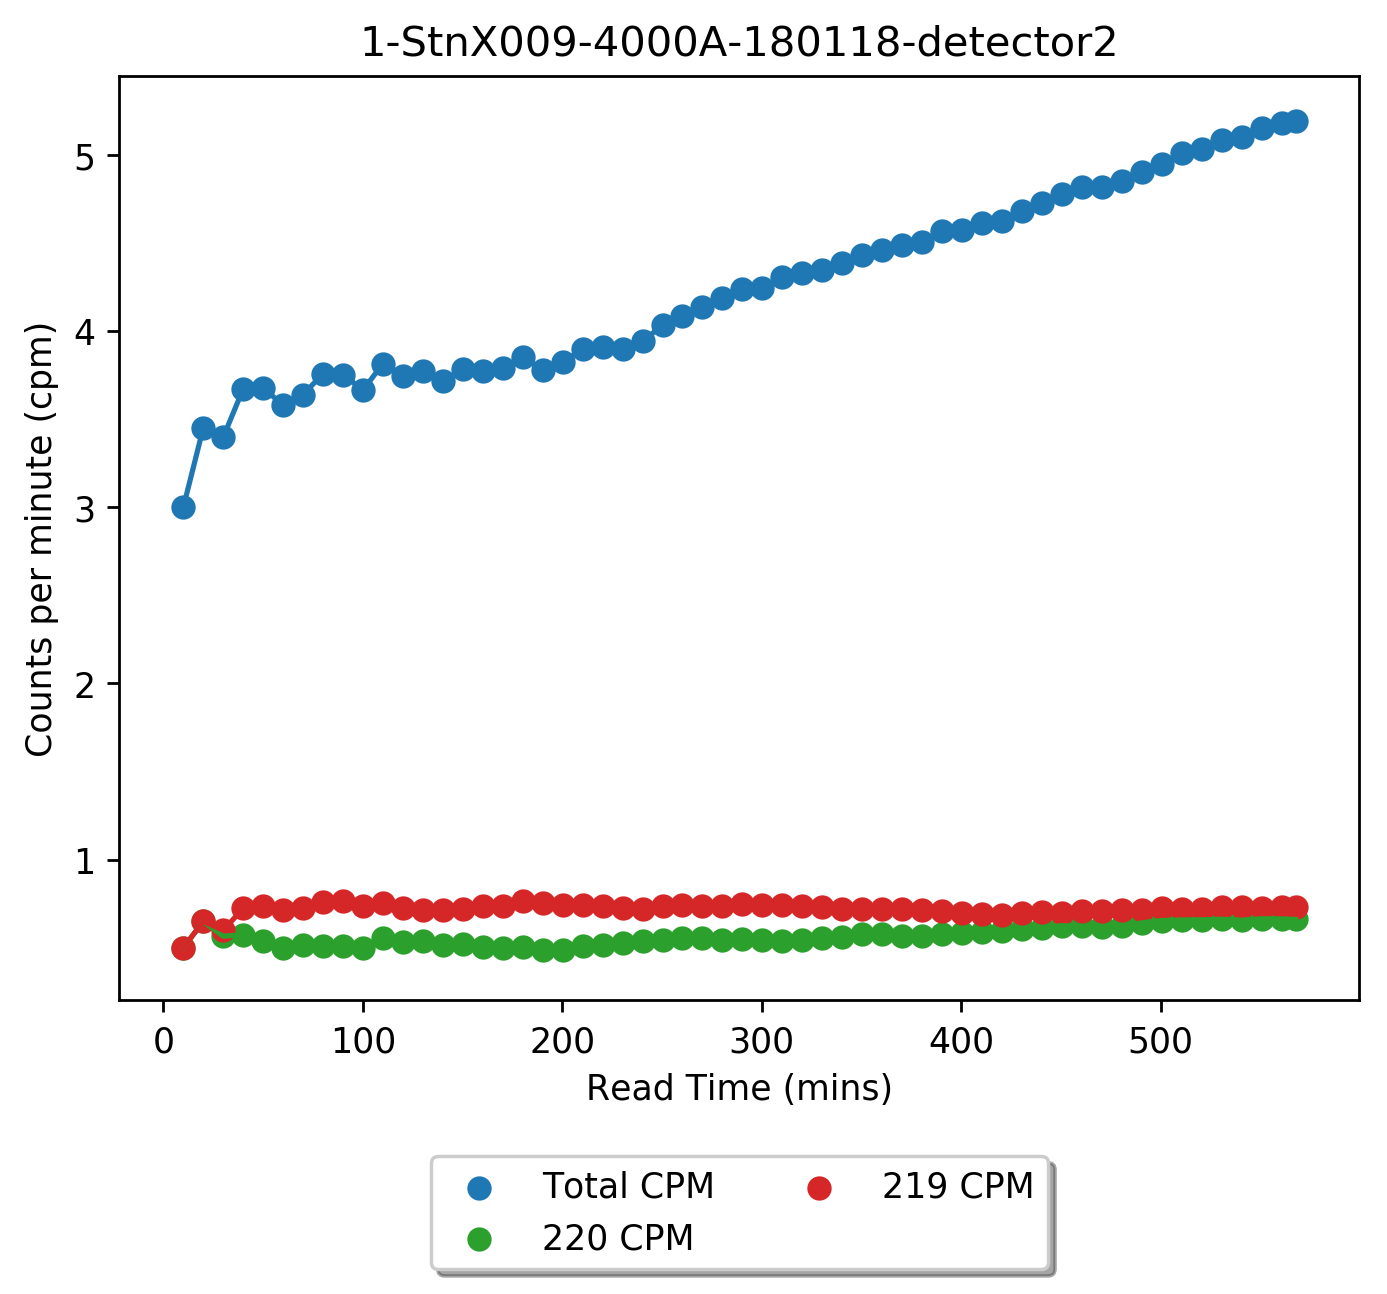 1-StnX009-4000A-180118-detector2
5
4
3
2
1
Counts per minute (cpm)
0 100 200 300 400 500
Read Time (mins)
Total CPM 219 CPM
220 CPM